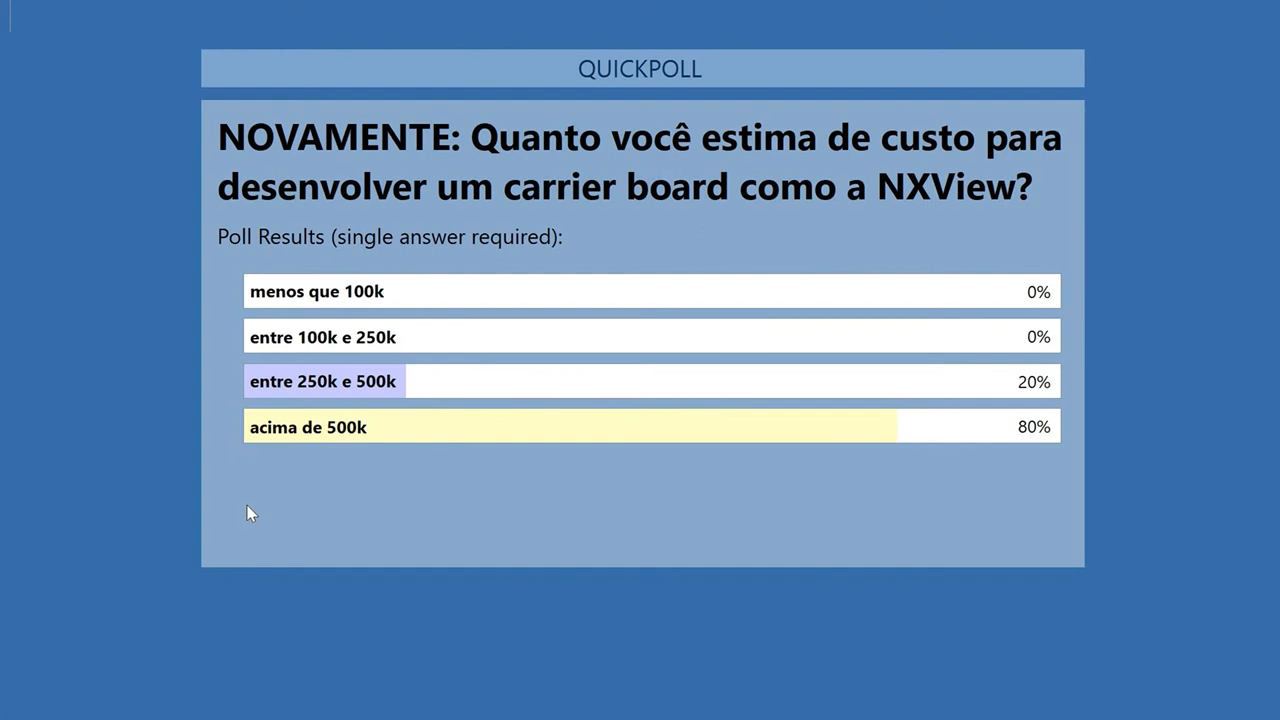 QUICKPOLL
NOVAMENTE: Quanto você estima de custo para
desenvolver um carrier board como a NXView?
Poll Results (single answer required):
menos que 100k 0%
entre 100k e 250k 0%
entre 250k e 500k 20%
acima de 500k 80%